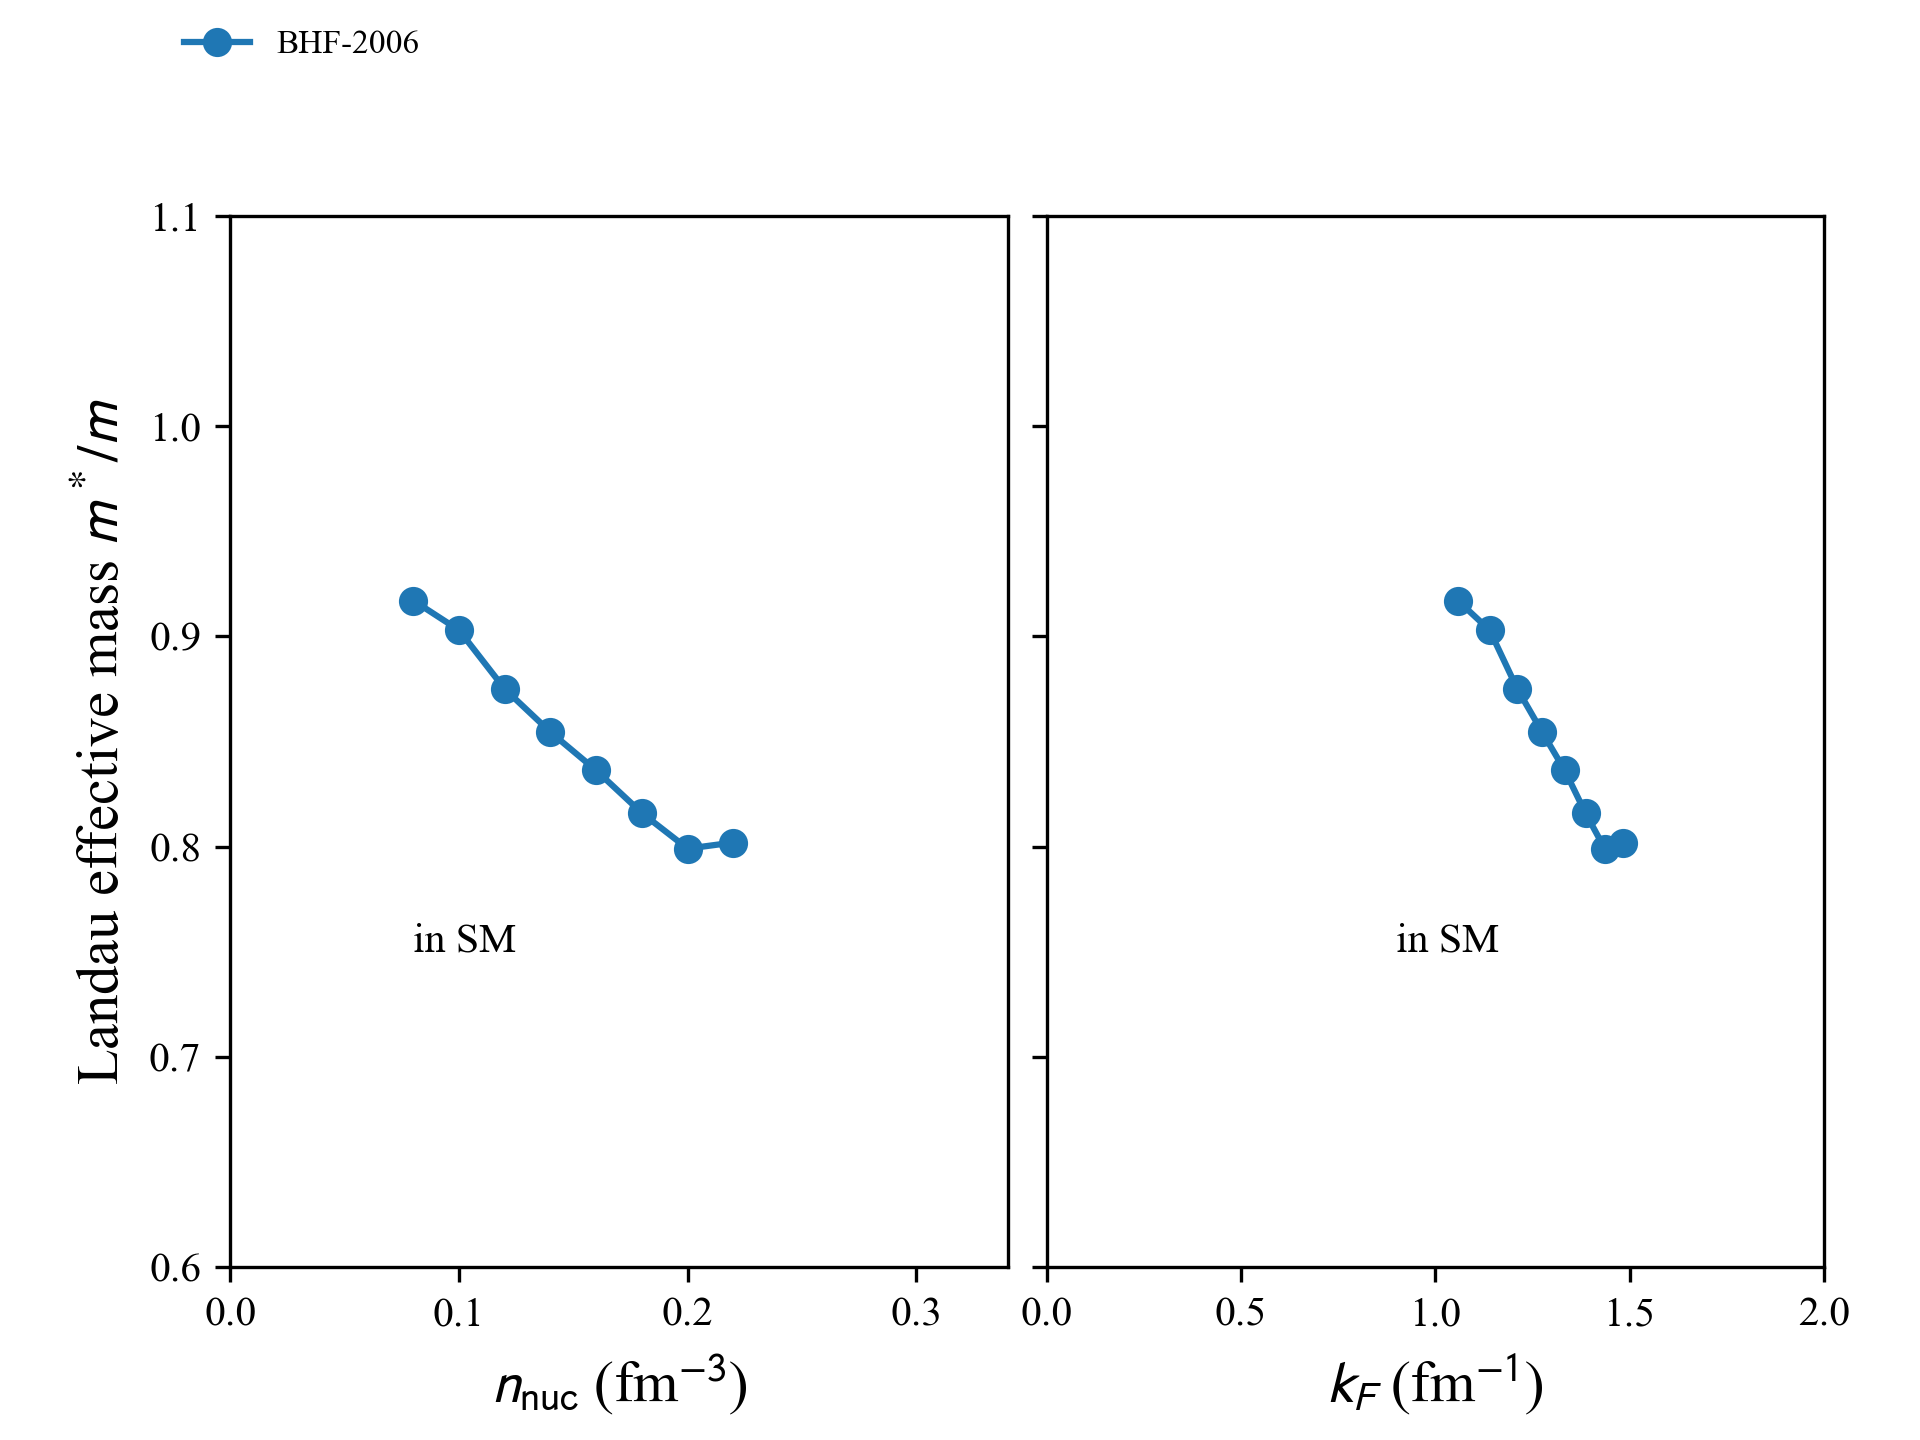 BHF-2006
Landau effective mass m*/m
1.1
1.0
0.9
0.8
0.7
0.6
in SM
0.0 0.1 0.2 0.3
n_nuc (fm⁻³)
in SM
0.0 0.5 1.0 1.5 2.0
k_F (fm⁻¹)